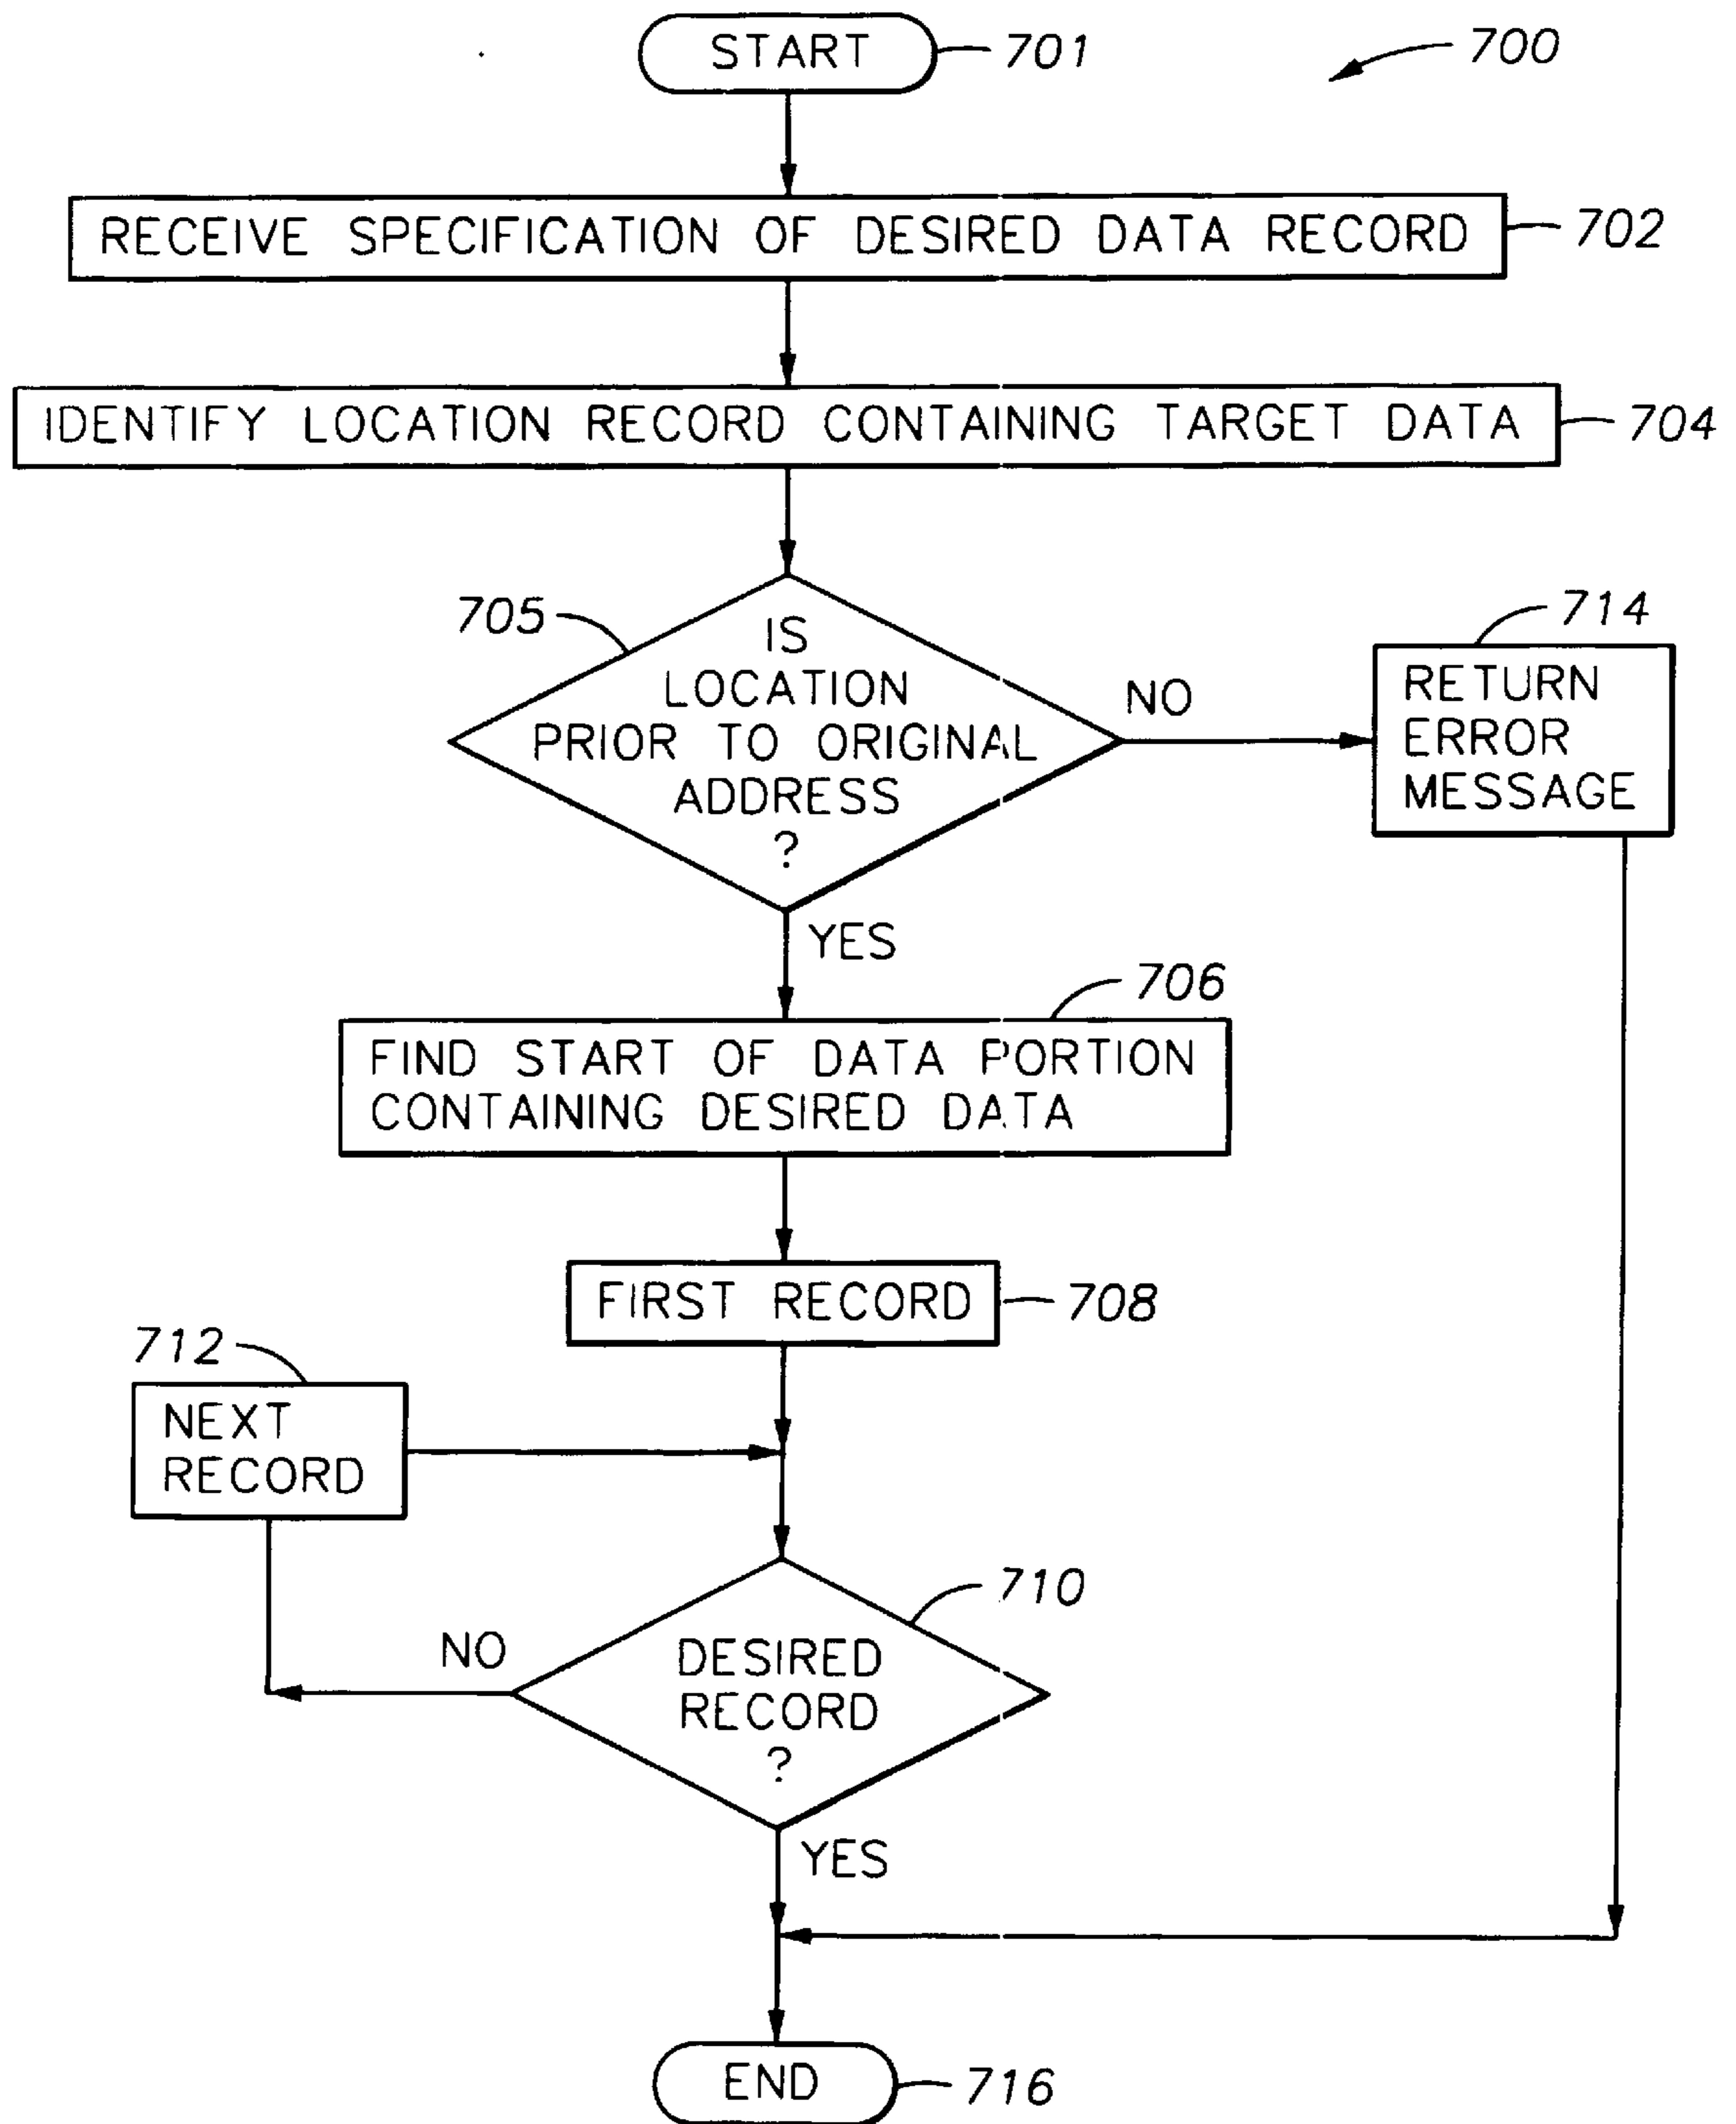 START
701
700
RECEIVE SPECIFICATION OF DESIRED DATA RECORD
702
IDENTIFY LOCATION RECORD CONTAINING TARGET DATA
704
705
IS
LOCATION
PRIOR TO ORIGINAL
ADDRESS
?
NO
714
RETURN
ERROR
MESSAGE
YES
706
FIND START OF DATA PORTION
CONTAINING DESIRED DATA
FIRST RECORD
708
712
NEXT
RECORD
710
NO
DESIRED
RECORD
?
YES
END
716